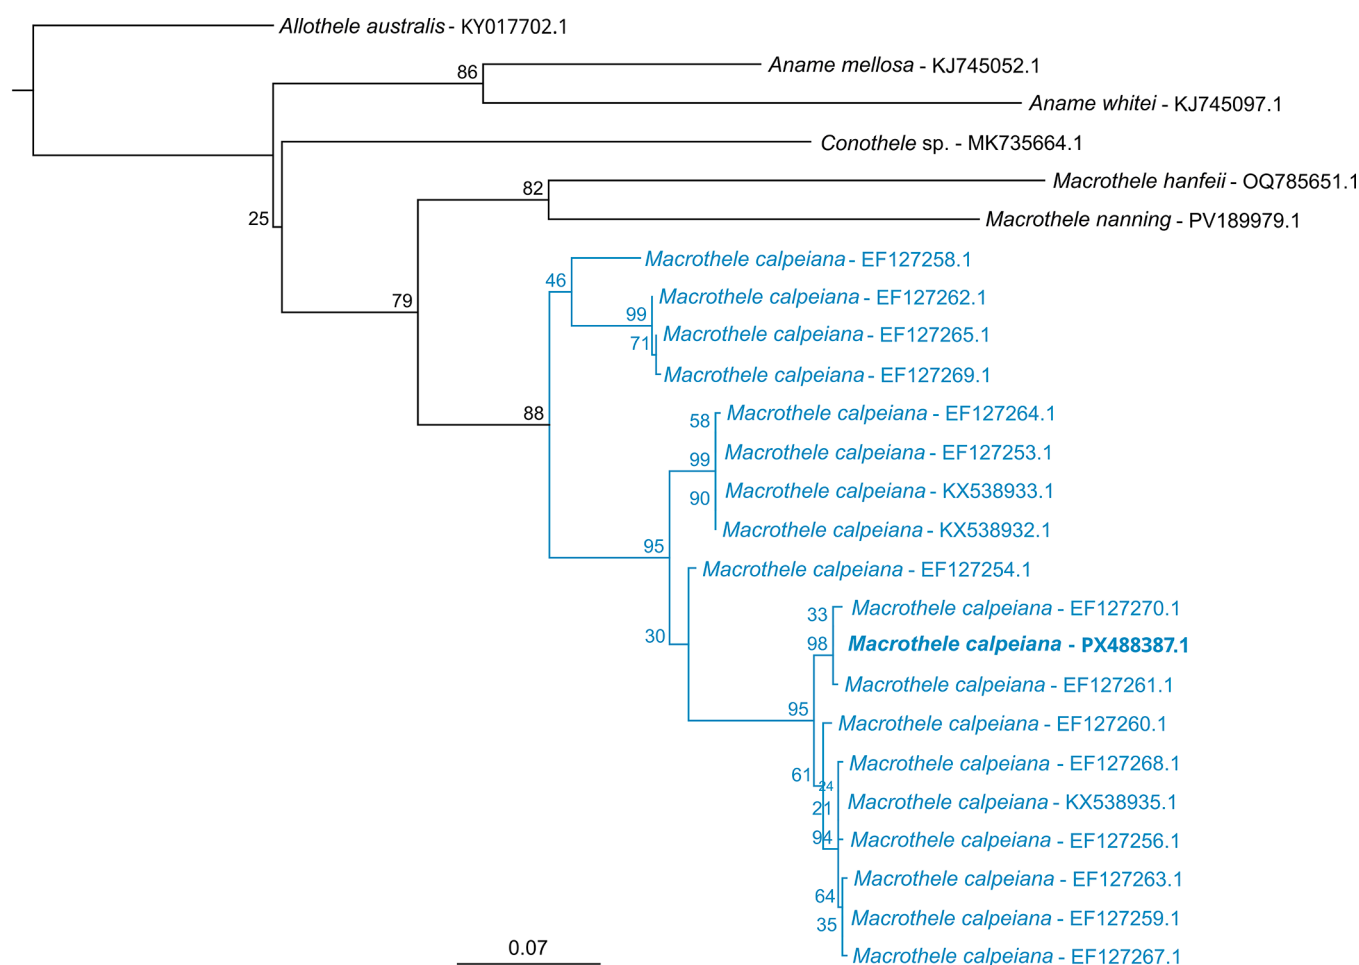 Allothele australis - KY017702.1
86
Aname mellosa - KJ745052.1
Aname whitei - KJ745097.1
Conothele sp. - MK735664.1
82
Macrothele hanfeii - OQ785651.1
25
Macrothele nanning - PV189979.1
46
Macrothele calpeiana - EF127258.1
79
Macrothele calpeiana - EF127262.1
99
Macrothele calpeiana - EF127265.1
71
Macrothele calpeiana - EF127269.1
88
58
Macrothele calpeiana - EF127264.1
99
Macrothele calpeiana - EF127253.1
90
Macrothele calpeiana - KX538933.1
Macrothele calpeiana - KX538932.1
95
Macrothele calpeiana - EF127254.1
33
Macrothele calpeiana - EF127270.1
30
98
Macrothele calpeiana - PX488387.1
Macrothele calpeiana - EF127261.1
95
Macrothele calpeiana - EF127260.1
61
Macrothele calpeiana - EF127268.1
24
21
Macrothele calpeiana - KX538935.1
94
Macrothele calpeiana - EF127256.1
64
Macrothele calpeiana - EF127263.1
35
Macrothele calpeiana - EF127259.1
Macrothele calpeiana - EF127267.1
0.07